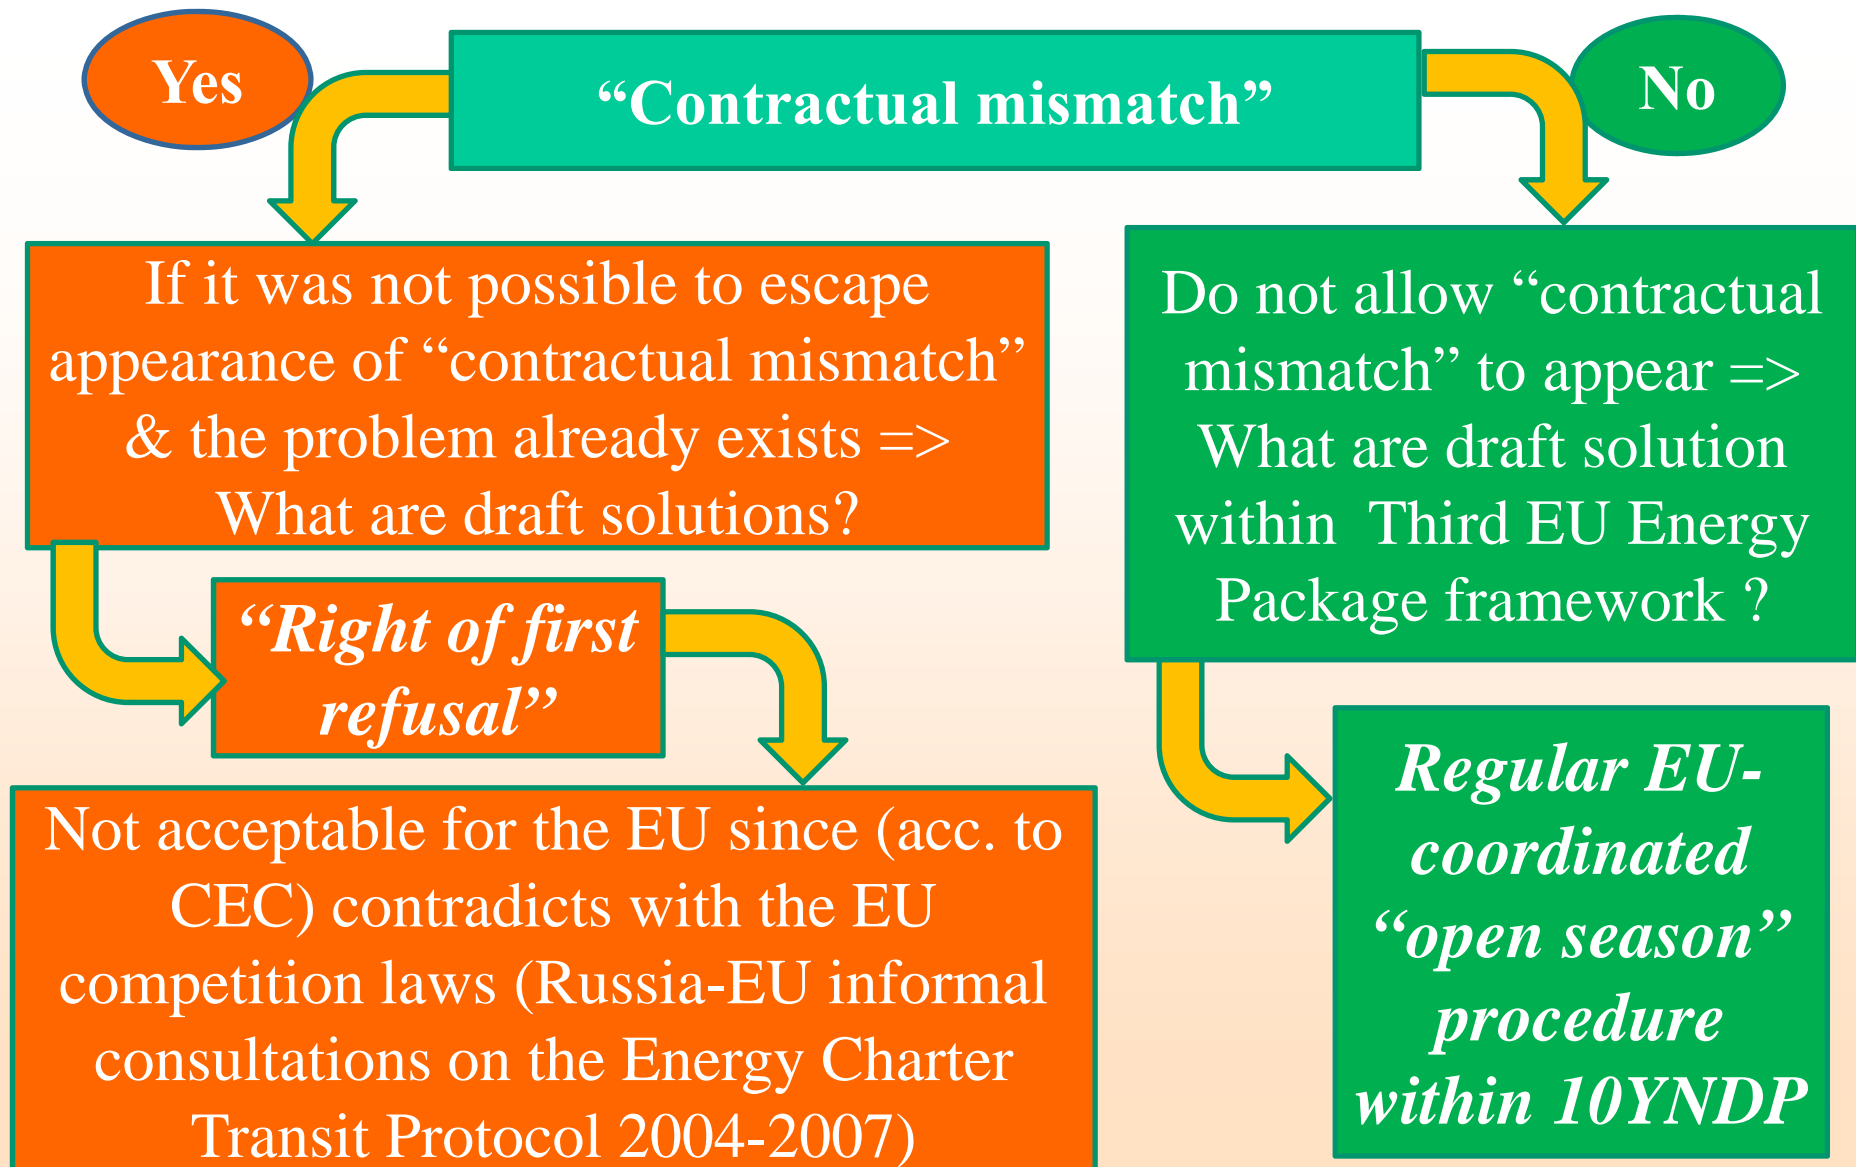 Yes
“Contractual mismatch”
No
If it was not possible to escape
appearance of “contractual mismatch”
& the problem already exists =>
What are draft solutions?
“Right of first
refusal”
Not acceptable for the EU since (acc. to
CEC) contradicts with the EU
competition laws (Russia-EU informal
consultations on the Energy Charter
Transit Protocol 2004-2007)
Do not allow “contractual
mismatch” to appear =>
What are draft solution
within Third EU Energy
Package framework ?
Regular EU-
coordinated
“open season”
procedure
within 10YNDP